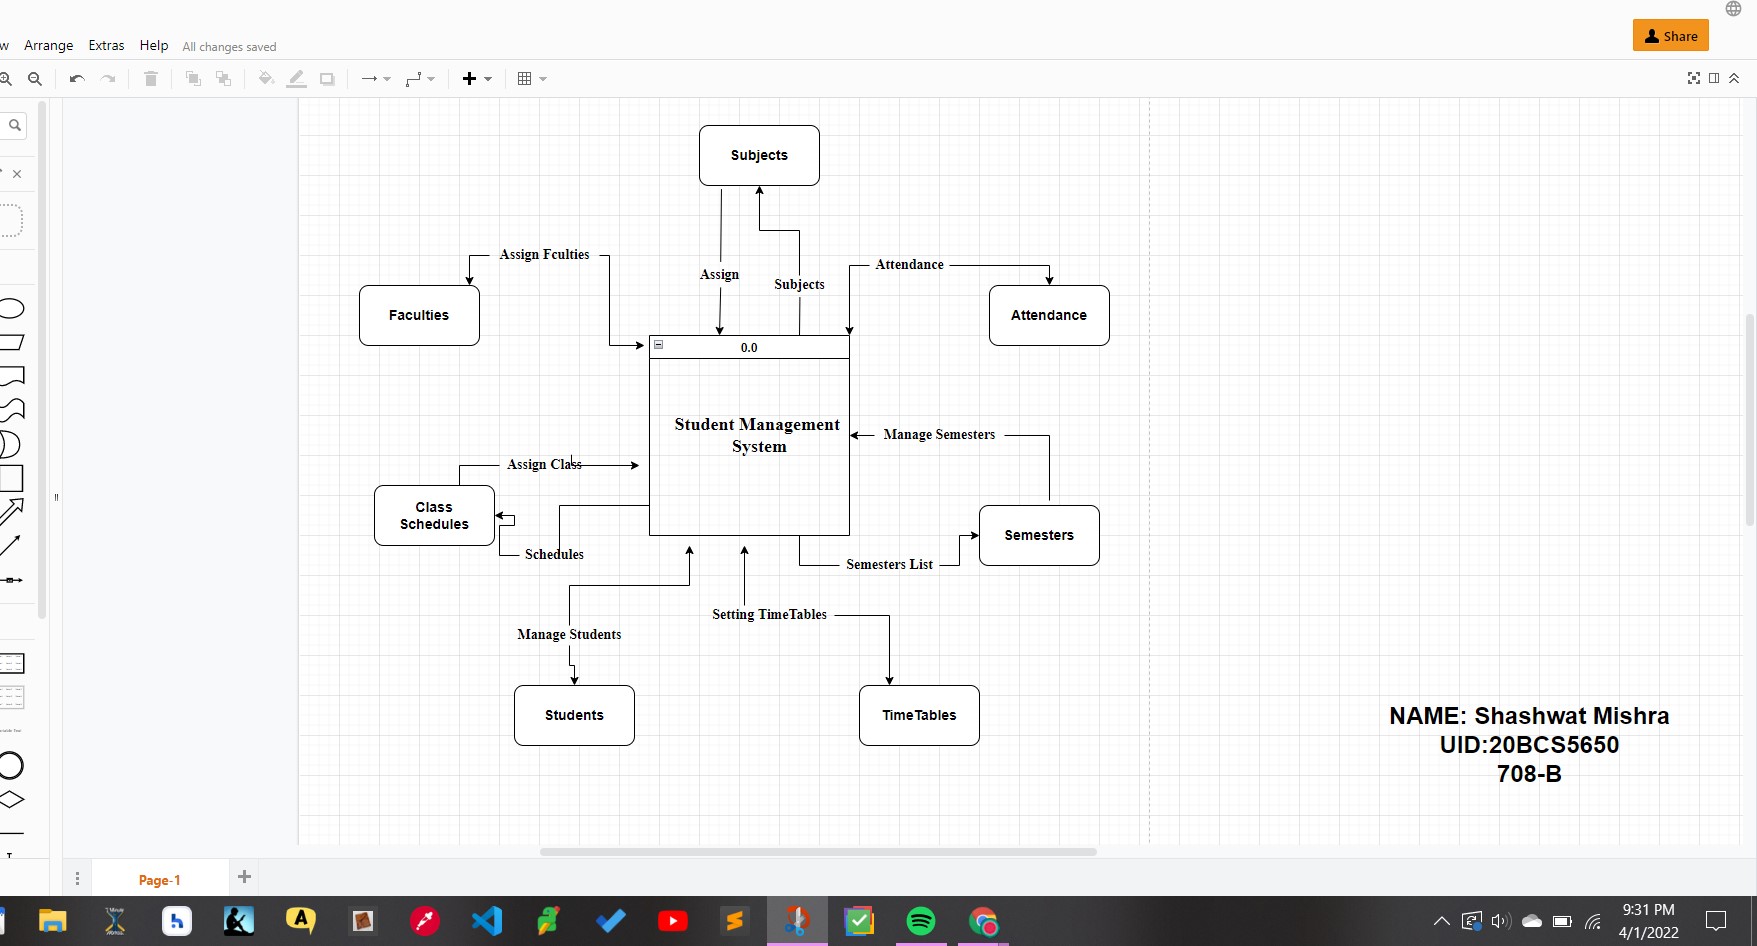 w Arrange Extras Help All changes saved
Share
Subjects
Assign Fculties
Assign
Subjects
Attendance
Faculties
Attendance
0.0
Student Management
System
Manage Semesters
Assign Class
Class
Schedules
Schedules
Semesters
Semesters List
Setting TimeTables
Manage Students
Students
TimeTables
NAME: Shashwat Mishra
UID:20BCS5650
708-B
Page-1
9:31 PM
4/1/2022